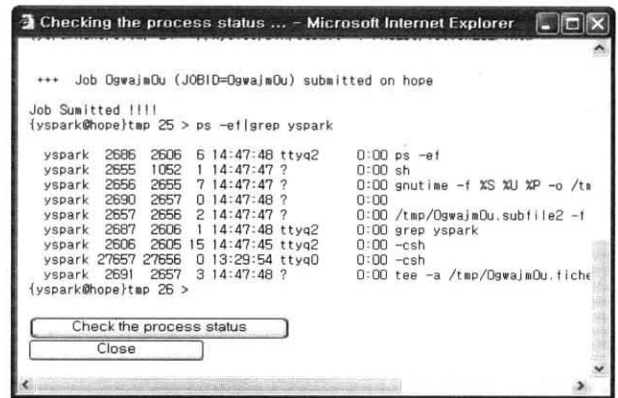 Checking the process status ... - Microsoft Internet Explorer
+++ Job OgwajmOu (JOBID=OgwajmOu) submitted on hope
Job Sumitted !!!!
{yspark@hope}tmp 25 > ps -ef|grep yspark
yspark 2686 2606 6 14:47:48 ttyq2 0:00 ps -ef
yspark 2655 1052 1 14:47:47 ? 0:00 sh
yspark 2656 2655 7 14:47:47 ? 0:00 gnutime -f %S %U %P -o /tm
yspark 2690 2657 0 14:47:48 ? 0:00
yspark 2657 2656 2 14:47:47 ? 0:00 /tmp/OgwajmOu.subfile2 -f
yspark 2687 2606 1 14:47:48 ttyq2 0:00 grep yspark
yspark 2606 2605 15 14:47:45 ttyq2 0:00 -csh
yspark 27657 27656 0 13:29:54 ttyq0 0:00 -csh
yspark 2691 2657 3 14:47:48 ? 0:00 tee -a /tmp/OgwajmOu.fiche
{yspark@hope}tmp 26 >
Check the process status
Close